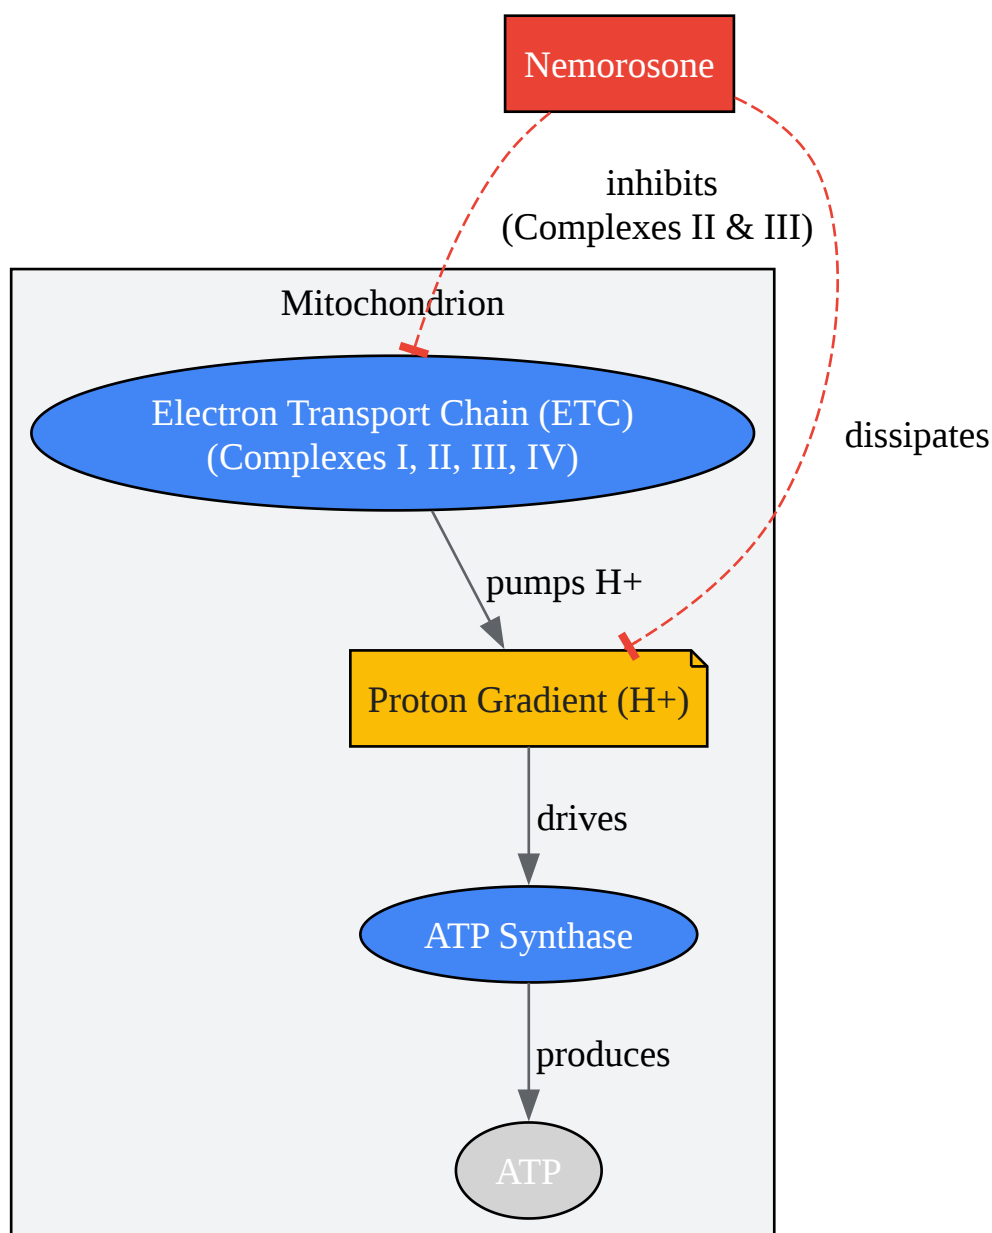 Nemorosone
inhibits
(Complexes II & III)
Mitochondrion
Electron Transport Chain (ETC)
(Complexes I, II, III, IV)
dissipates
pumps H+
Proton Gradient (H+)
drives
ATP Synthase
produces
ATP